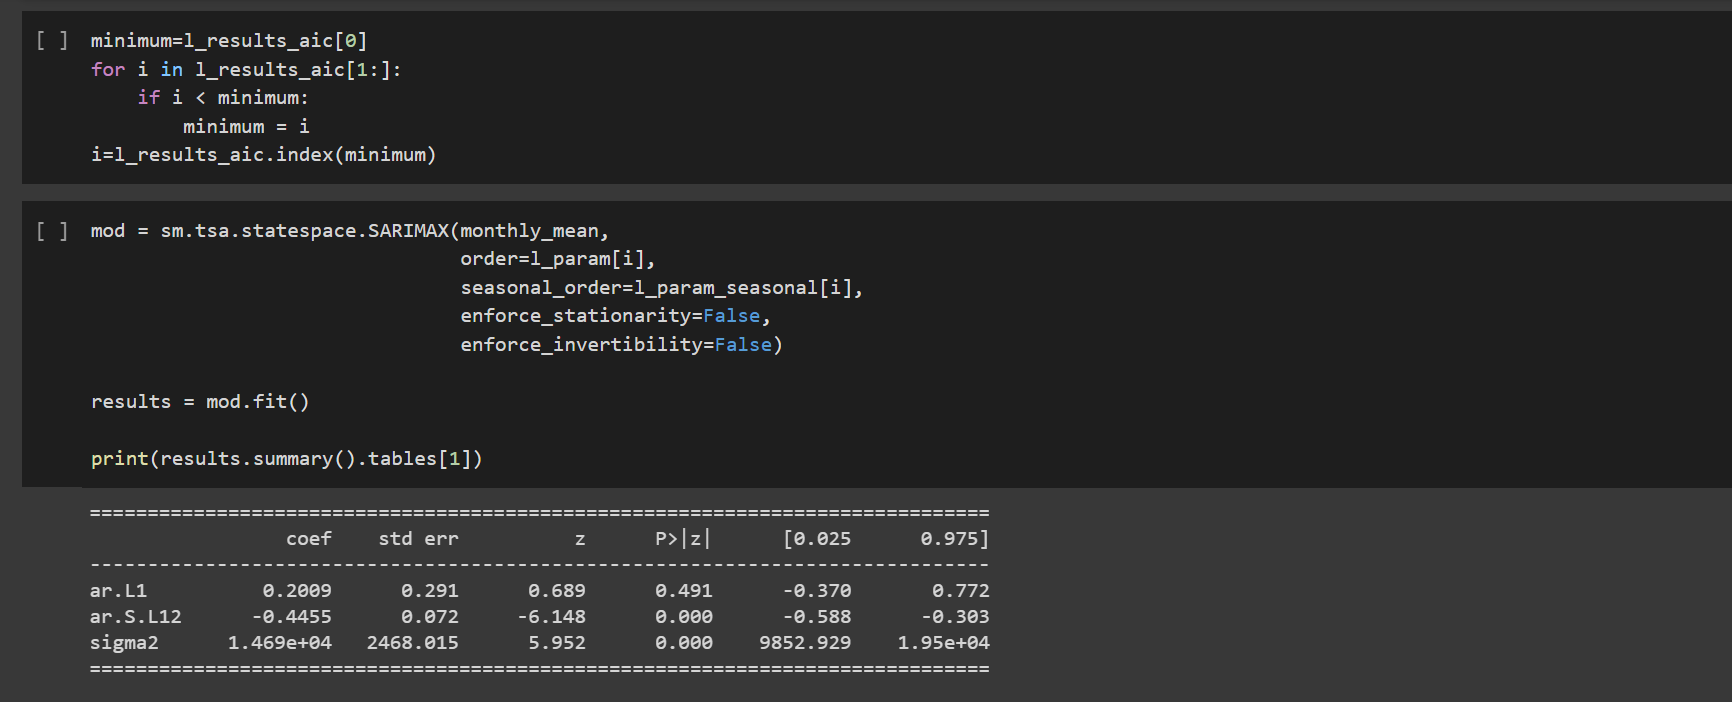 [ ] minimum=l_results_aic[0]
for i in l_results_aic[1:]:
    if i < minimum:
        minimum = i
i=l_results_aic.index(minimum)
[ ] mod = sm.tsa.statespace.SARIMAX(monthly_mean,
                                order=l_param[i],
                                seasonal_order=l_param_seasonal[i],
                                enforce_stationarity=False,
                                enforce_invertibility=False)
results = mod.fit()
print(results.summary().tables[1])
==============================================================================
                 coef    std err          z      P>|z|      [0.025      0.975]
------------------------------------------------------------------------------
ar.L1          0.2009      0.291      0.689      0.491      -0.370       0.772
ar.S.L12      -0.4455      0.072     -6.148      0.000      -0.588      -0.303
sigma2      1.469e+04   2468.015      5.952      0.000    9852.929    1.95e+04
==============================================================================